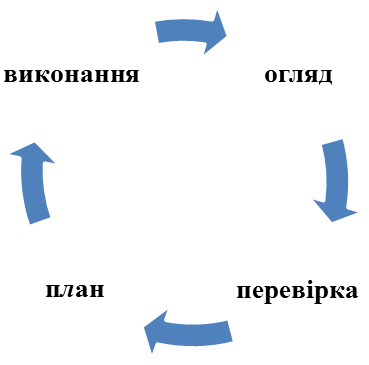 виконання
огляд
план
перевірка